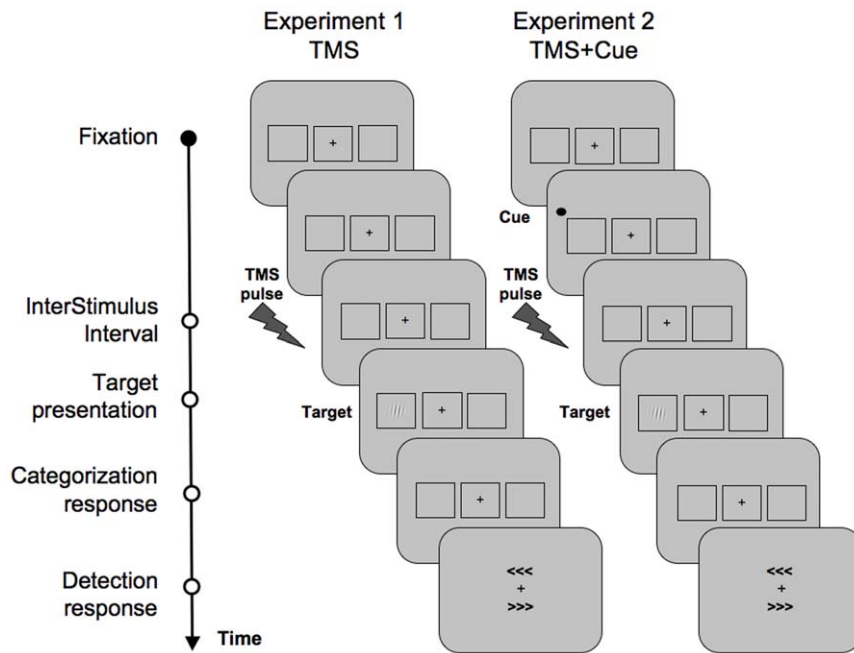 Experiment 1
TMS
Experiment 2
TMS+Cue
Fixation
Cue
TMS
pulse
TMS
pulse
InterStimulus
Interval
Target
presentation
Target
Target
Categorization
response
Detection
response
<<<
+
>>>
<<<
+
>>>
Time